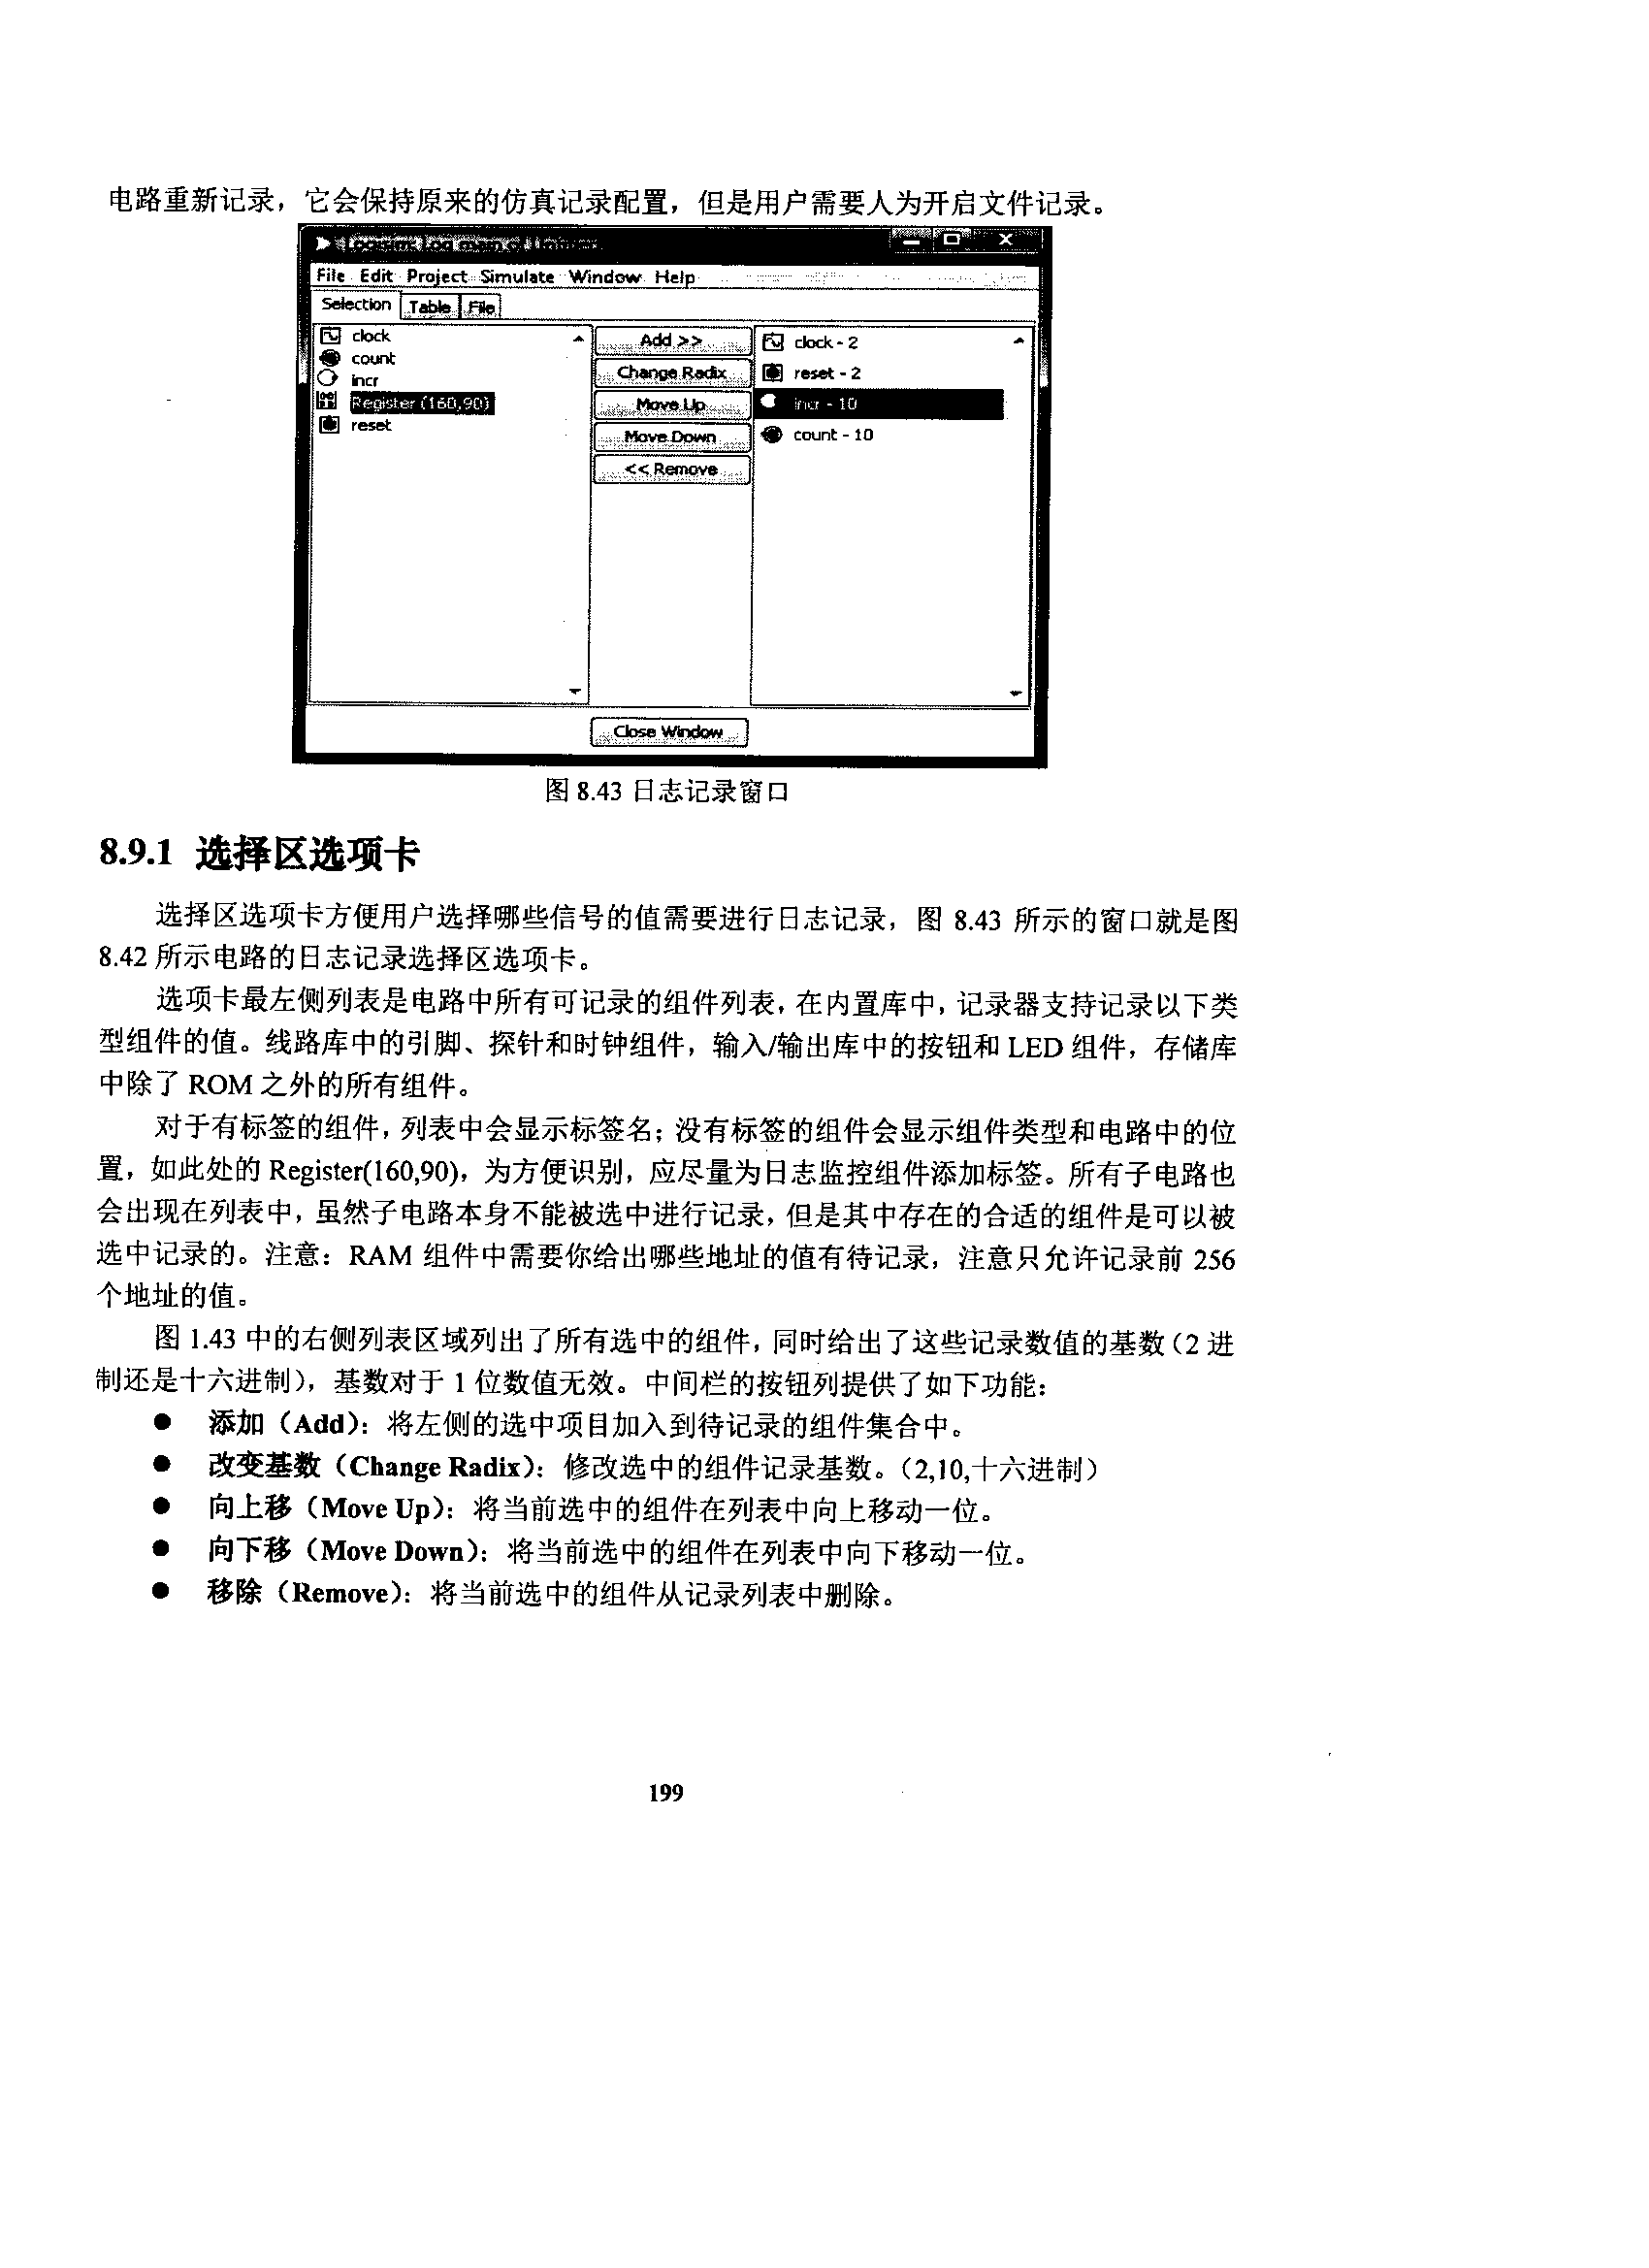 电路重新记录，它会保持原来的仿真记录配置，但是用户需要人为开启文件记录。
File Edit Project Simulate Window Help
Selection Table File
clock
count
incr
Register (160,90)
reset
Add >>
Change Radix
Move Up
Move Down
<< Remove
clock - 2
reset - 2
incr - 10
count - 10
Close Window
图 8.43 日志记录窗口
8.9.1 选择区选项卡
选择区选项卡方便用户选择哪些信号的值需要进行日志记录，图 8.43 所示的窗口就是图
8.42 所示电路的日志记录选择区选项卡。
选项卡最左侧列表是电路中所有可记录的组件列表，在内置库中，记录器支持记录以下类
型组件的值。线路库中的引脚、探针和时钟组件，输入/输出库中的按钮和 LED 组件，存储库
中除了 ROM 之外的所有组件。
对于有标签的组件，列表中会显示标签名；没有标签的组件会显示组件类型和电路中的位
置，如此处的 Register(160,90)，为方便识别，应尽量为日志监控组件添加标签。所有子电路也
会出现在列表中，虽然子电路本身不能被选中进行记录，但是其中存在的合适的组件是可以被
选中记录的。注意：RAM 组件中需要你给出哪些地址的值有待记录，注意只允许记录前 256
个地址的值。
图 1.43 中的右侧列表区域列出了所有选中的组件，同时给出了这些记录数值的基数（2 进
制还是十六进制），基数对于 1 位数值无效。中间栏的按钮列提供了如下功能：
● 添加（Add）：将左侧的选中项目加入到待记录的组件集合中。
● 改变基数（Change Radix）：修改选中的组件记录基数。（2,10,十六进制）
● 向上移（Move Up）：将当前选中的组件在列表中向上移动一位。
● 向下移（Move Down）：将当前选中的组件在列表中向下移动一位。
● 移除（Remove）：将当前选中的组件从记录列表中删除。
199